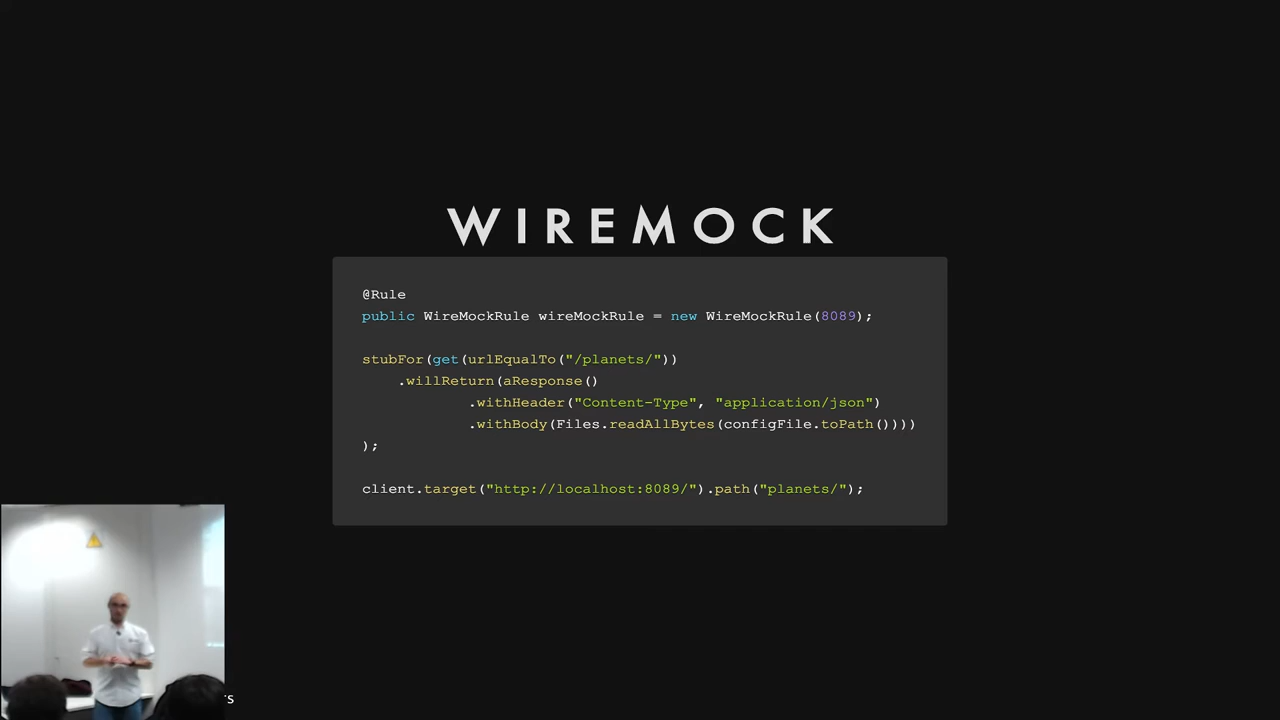 WIREMOCK
@Rule
public WireMockRule wireMockRule = new WireMockRule(8089);
stubFor(get(urlEqualTo("/planets/"))
.willReturn(aResponse()
.withHeader("Content-Type", "application/json")
.withBody(Files.readAllBytes(configFile.toPath())))
);
client.target("http://localhost:8089/").path("planets/");